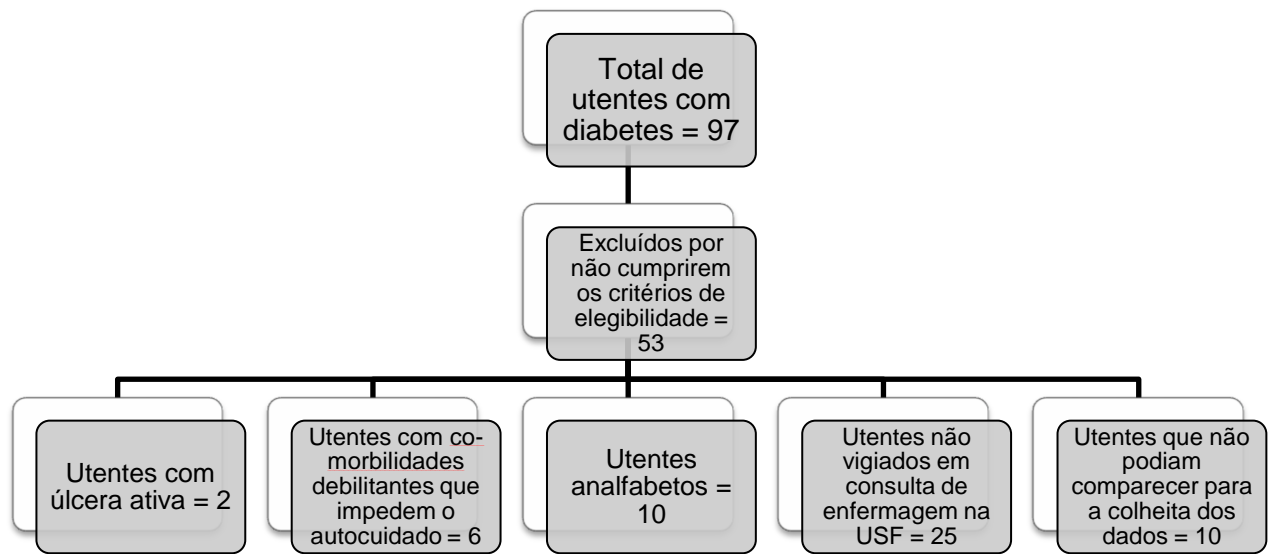 Total de
utentes com
diabetes = 97
Excluídos por
não cumprirem
os critérios de
elegibilidade =
53
Utentes com
úlcera ativa = 2
Utentes com co-
morbilidades
debilitantes que
impedem o
autocuidado = 6
Utentes
analfabetos =
10
Utentes não
vigiados em
consulta de
enfermagem na
USF = 25
Utentes que não
podiam
comparecer para
a colheita dos
dados = 10